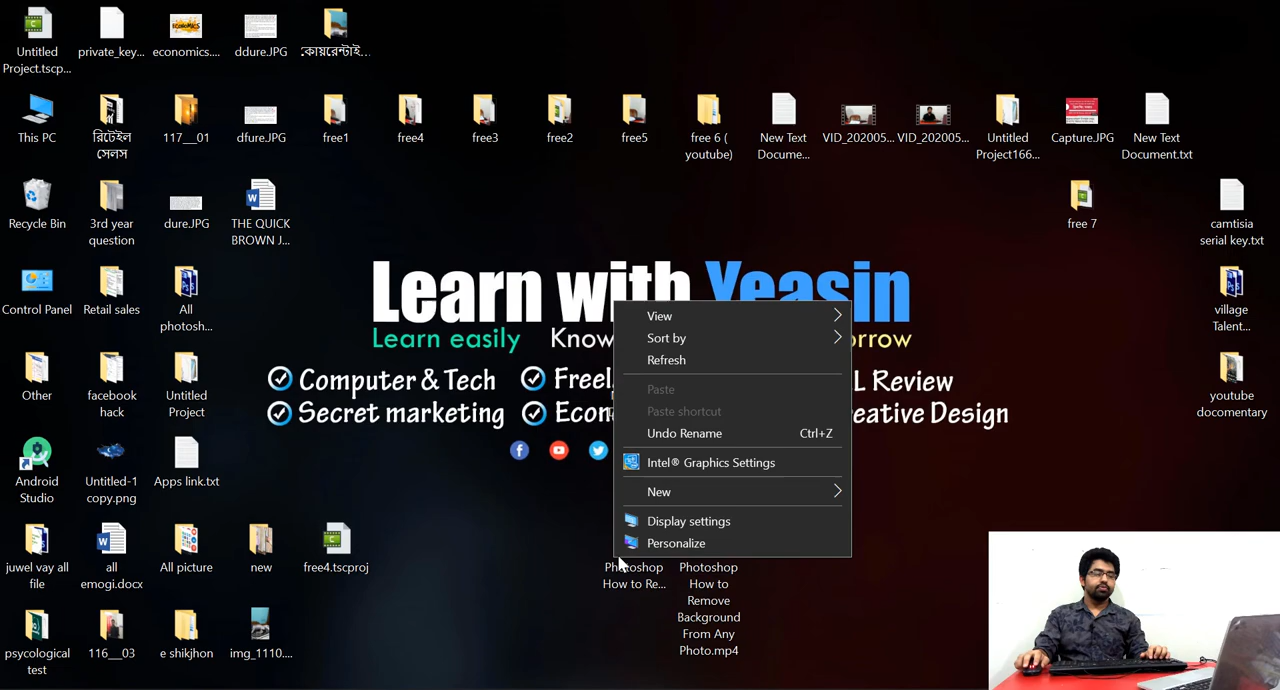 Untitled
Project.tscp...
private_key...
economics....
ddure.JPG
কোয়ারেন্টাই...
This PC
রিটেইল
সেলস
117___01
dfure.JPG
free1
free4
free3
free2
free5
free 6 (
youtube)
New Text
Docume...
VID_202005...
VID_202005...
Untitled
Project166...
Capture.JPG
New Text
Document.txt
Recycle Bin
3rd year
question
dure.JPG
THE QUICK
BROWN J...
free 7
camtisia
serial key.txt
Control Panel
Retail sales
All
photosh...
village
Talent...
Learn with Yeasin
Learn easily Know
orrow
Computer & Tech
Freel
L Review
Secret marketing
Econ
reative Design
View
Sort by
Refresh
Paste
Paste shortcut
Undo Rename Ctrl+Z
Intel® Graphics Settings
New
Display settings
Personalize
Other
facebook
hack
Untitled
Project
youtube
docomentary
Android
Studio
Untitled-1
copy.png
Apps link.txt
juwel vay all
file
all
emogi.docx
All picture
new
free4.tscproj
Photoshop
How to Re...
Photoshop
How to
Remove
Background
From Any
Photo.mp4
psycological
test
116___03
e shikjhon
img_1110....